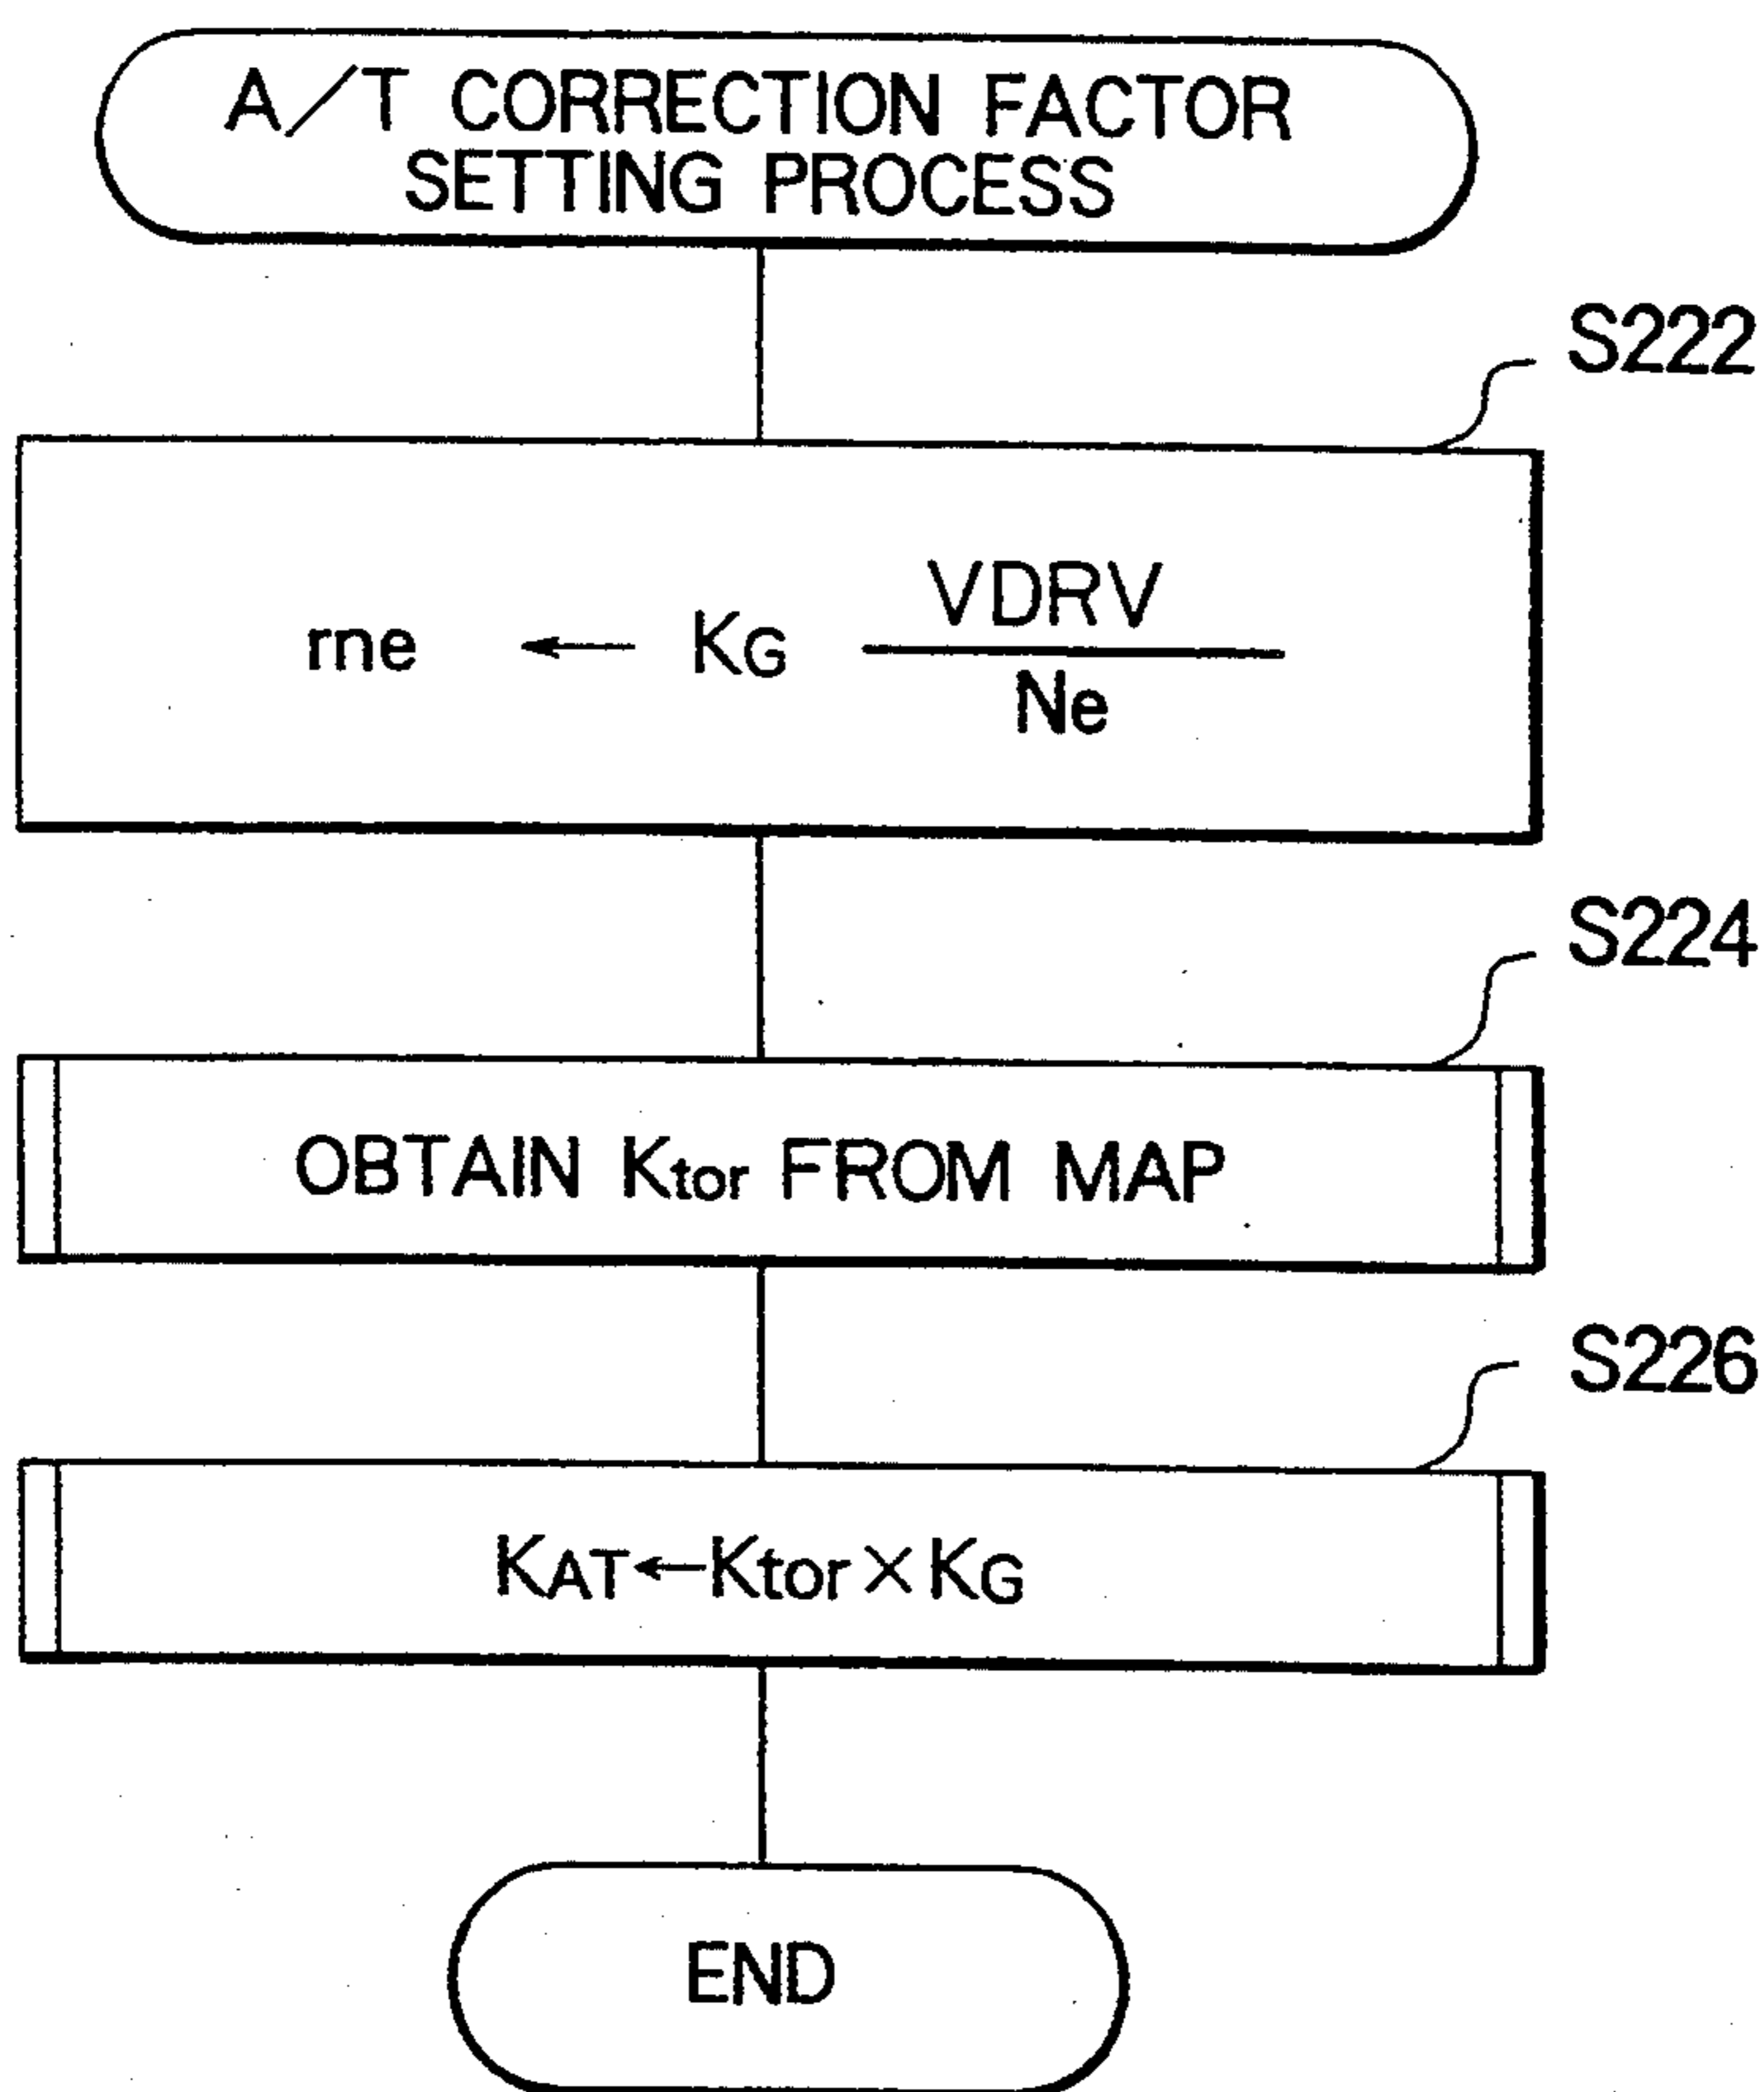 A/T CORRECTION FACTOR
SETTING PROCESS
S222
rne ← KG VDRV
Ne
S224
OBTAIN Ktor FROM MAP
S226
KAT←Ktor×KG
END